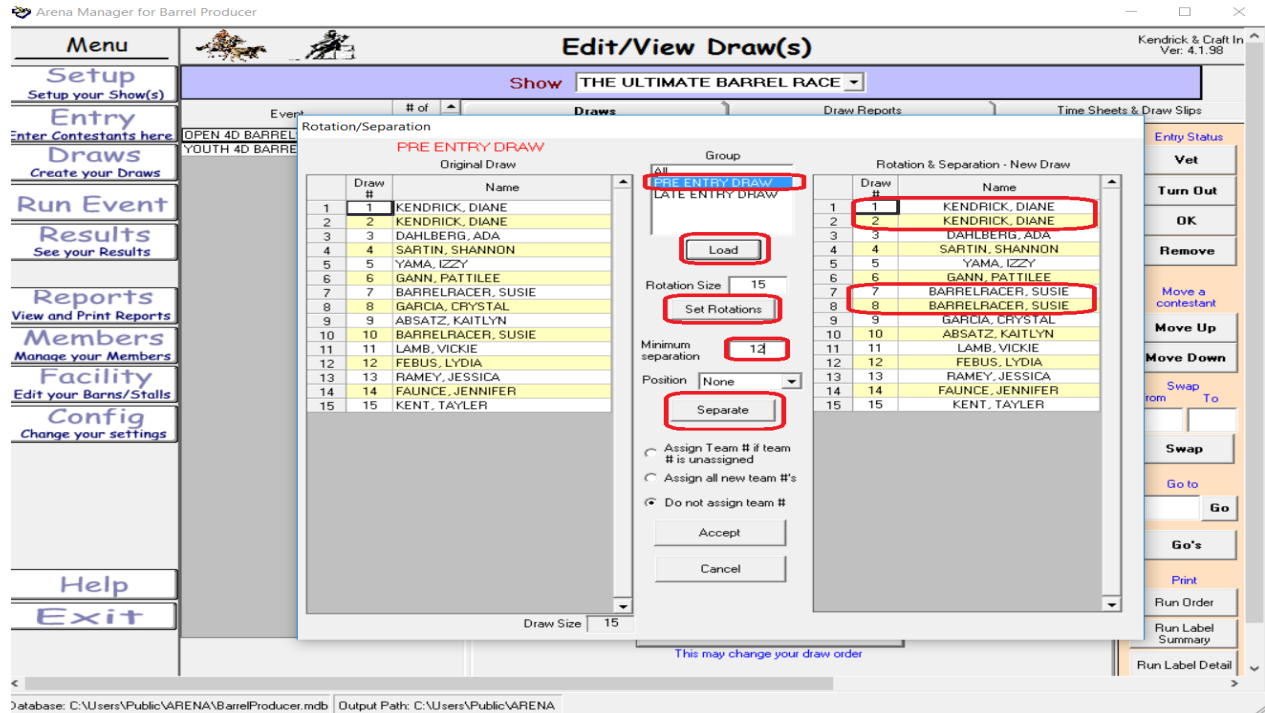 Arena Manager for Barrel Producer
Menu
Edit/View Draw(s)
Kendrick & Craft In
Ver: 4.1.98
Setup
Setup your Show(s)
Show THE ULTIMATE BARREL RACE
Entry
Enter Contestants here
Draws
Create your Draws
Run Event
Results
See your Results
Reports
View and Print Reports
Members
Manage your Members
Facility
Edit your Barns/Stalls
Config
Change your settings
Help
Exit
Event
# of
Draws
Draw Reports
Time Sheets & Draw Slips
OPEN 4D BARREL
YOUTH 4D BARRE
Rotation/Separation
PRE ENTRY DRAW
Original Draw
Draw # Name
1 1 KENDRICK, DIANE
2 2 KENDRICK, DIANE
3 3 DAHLBERG, ADA
4 4 SARTIN, SHANNON
5 5 YAMA, IZZY
6 6 GANN, PATTILEE
7 7 BARRELRACER, SUSIE
8 8 GARCIA, CRYSTAL
9 9 ABSATZ, KAITLYN
10 10 BARRELRACER, SUSIE
11 11 LAMB, VICKIE
12 12 FEBUS, LYDIA
13 13 RAMEY, JESSICA
14 14 FAUNCE, JENNIFER
15 15 KENT, TAYLER
Draw Size 15
Group
All
PRE ENTRY DRAW
LATE ENTRY DRAW
Load
Rotation Size 15
Set Rotations
Minimum
separation 12
Position None
Separate
Assign Team # if team
# is unassigned
Assign all new team #'s
Do not assign team #
Accept
Cancel
Rotation & Separation - New Draw
Draw # Name
1 1 KENDRICK, DIANE
2 2 KENDRICK, DIANE
3 3 DAHLBERG, ADA
4 4 SARTIN, SHANNON
5 5 YAMA, IZZY
6 6 GANN, PATTILEE
7 7 BARRELRACER, SUSIE
8 8 BARRELRACER, SUSIE
9 9 GARCIA, CRYSTAL
10 10 ABSATZ, KAITLYN
11 11 LAMB, VICKIE
12 12 FEBUS, LYDIA
13 13 RAMEY, JESSICA
14 14 FAUNCE, JENNIFER
15 15 KENT, TAYLER
This may change your draw order
Entry Status
Vet
Turn Out
OK
Remove
Move a
contestant
Move Up
Move Down
Swap
rom To
Swap
Go to
Go
Go's
Print
Run Order
Run Label
Summary
Run Label Detail
Database: C:\Users\Public\ARENA\BarrelProducer.mdb
Output Path: C:\Users\Public\ARENA